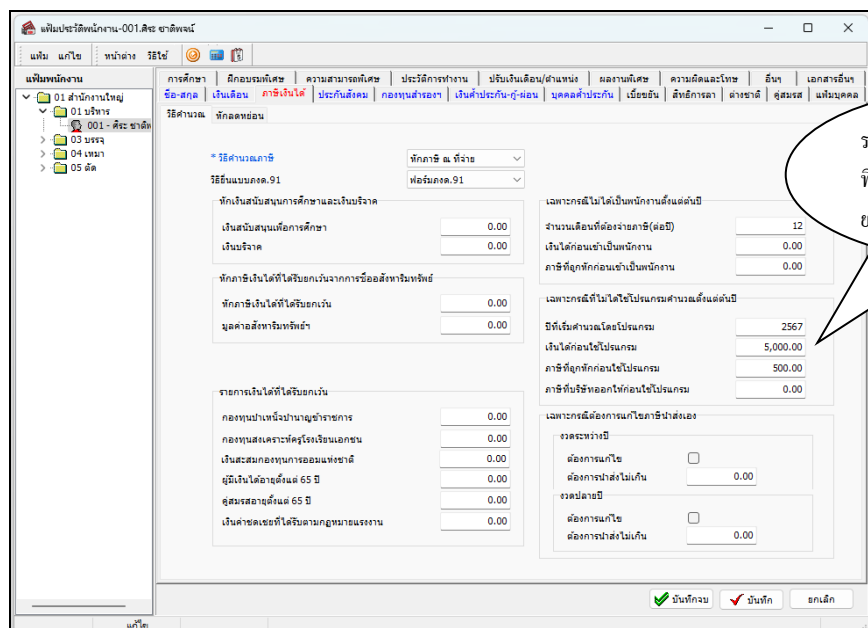 แฟ้มประวัติพนักงาน-001.ศิระ ชาติพจน์
แฟ้ม แก้ไข หน้าต่าง วิธีใช้
แฟ้มพนักงาน
01 สำนักงานใหญ่
01 บริหาร
001 - ศิระ ชาติพ
03 บรรจุ
04 เหมา
05 ตัด
การศึกษา ฝึกอบรมพิเศษ ความสามารถพิเศษ ประวัติการทำงาน ปรับเงินเดือน/ตำแหน่ง ผลงานพิเศษ ความผิดและโทษ อื่นๆ เอกสารอื่นๆ
ชื่อ-สกุล เงินเดือน ภาษีเงินได้ ประกันสังคม กองทุนสำรองฯ เงินค้ำประกัน-กู้-ผ่อน บุคคลค้ำประกัน เบี้ยขยัน สิทธิการลา ต่างชาติ คู่สมรส แฟ้มบุคคล
วิธีคำนวณ หักลดหย่อน
* วิธีคำนวณภาษี หักภาษี ณ ที่จ่าย
วิธียื่นแบบภงด.91 ฟอร์มภงด.91
หักเงินสนับสนุนการศึกษาและเงินบริจาค
เงินสนับสนุนเพื่อการศึกษา 0.00
เงินบริจาค 0.00
หักภาษีเงินได้ที่ได้รับยกเว้นจากการซื้ออสังหาริมทรัพย์
หักภาษีเงินได้ที่ได้รับยกเว้น 0.00
มูลค่าอสังหาริมทรัพย์ฯ 0.00
รายการเงินได้ที่ได้รับยกเว้น
กองทุนบำเหน็จบำนาญข้าราชการ 0.00
กองทุนสงเคราะห์ครูโรงเรียนเอกชน 0.00
เงินสะสมกองทุนการออมแห่งชาติ 0.00
ผู้มีเงินได้อายุตั้งแต่ 65 ปี 0.00
คู่สมรสอายุตั้งแต่ 65 ปี 0.00
เงินค่าชดเชยที่ได้รับตามกฎหมายแรงงาน 0.00
เฉพาะกรณีไม่ได้เป็นพนักงานตั้งแต่ต้นปี
จำนวนเดือนที่ต้องจ่ายภาษี(ต่อปี) 12
เงินได้ก่อนเข้าเป็นพนักงาน 0.00
ภาษีที่ถูกหักก่อนเข้าเป็นพนักงาน 0.00
เฉพาะกรณีที่ไม่ได้ใช้โปรแกรมคำนวณตั้งแต่ต้นปี
ปีที่เริ่มคำนวณโดยโปรแกรม 2567
เงินได้ก่อนใช้โปรแกรม 5,000.00
ภาษีที่ถูกหักก่อนใช้โปรแกรม 500.00
ภาษีที่บริษัทออกให้ก่อนใช้โปรแกรม 0.00
เฉพาะกรณีต้องการแก้ไขภาษีนำส่งเอง
งวดระหว่างปี
ต้องการแก้ไข
ต้องการนำส่งไม่เกิน 0.00
งวดปลายปี
ต้องการแก้ไข
ต้องการนำส่งไม่เกิน 0.00
บันทึกจบ บันทึก ยกเลิก
แก้ไข